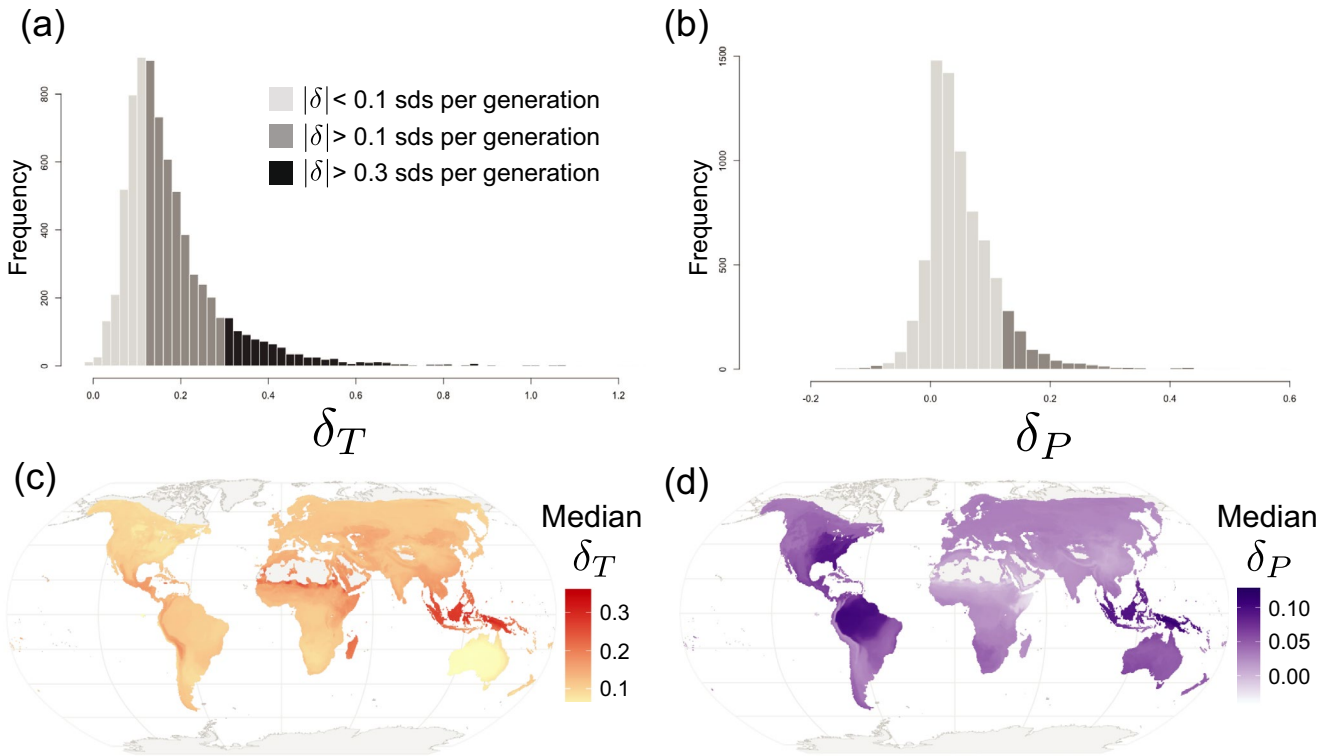 (a)
(b)
|δ| < 0.1 sds per generation
|δ| > 0.1 sds per generation
|δ| > 0.3 sds per generation
Frequency
0
200
400
600
800
0.0
0.2
0.4
0.6
0.8
1.0
1.2
δ_T
Frequency
0
500
1000
1500
-0.2
0.0
0.2
0.4
0.6
δ_P
(c)
Median
δ_T
0.3
0.2
0.1
(d)
Median
δ_P
0.10
0.05
0.00